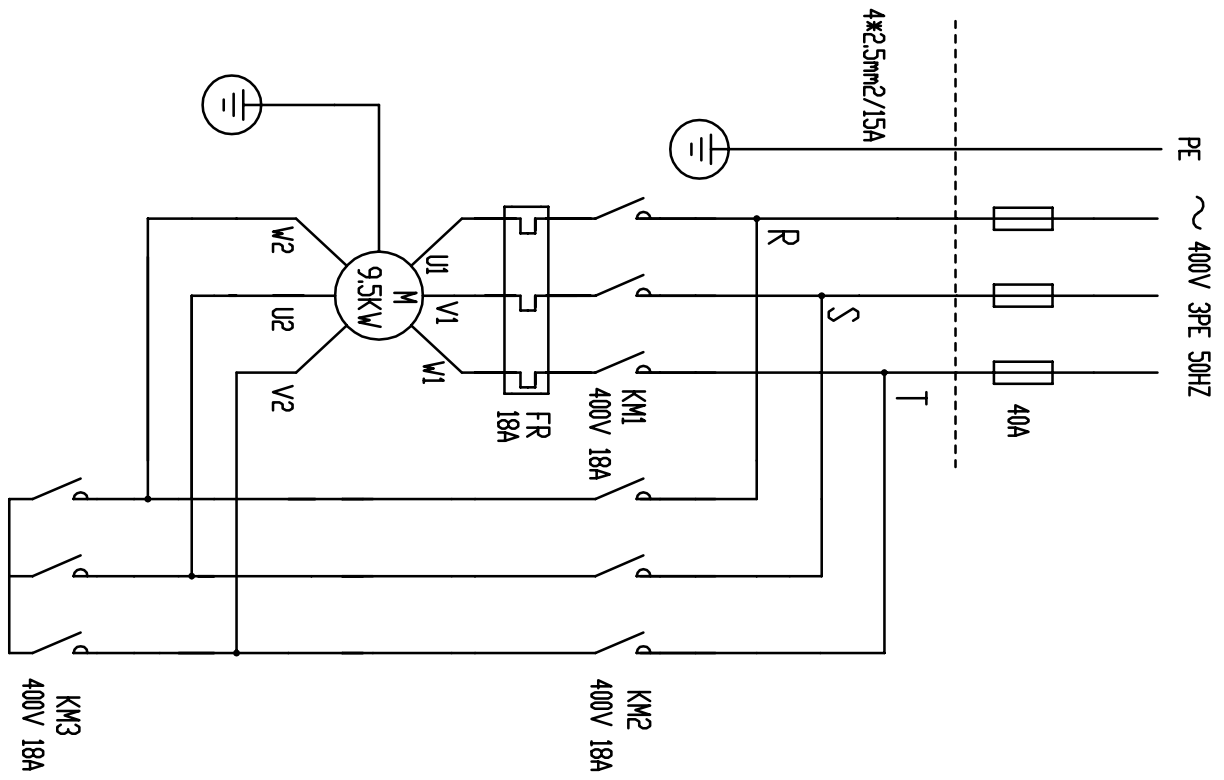 PE
~ 400V 3PE 50HZ
4*2.5mm2/15A
40A
R
S
T
KM1
400V 18A
FR
18A
U1
V1
W1
M
9.5KW
W2
U2
V2
KM2
400V 18A
KM3
400V 18A